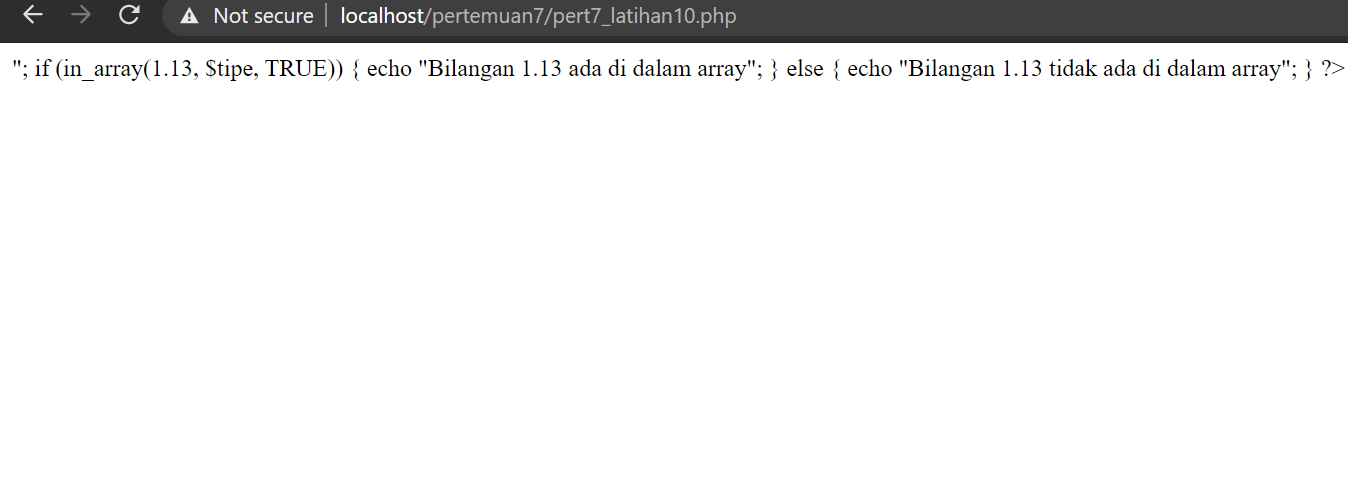 Not secure | localhost/pertemuan7/pert7_latihan10.php
"; if (in_array(1.13, $tipe, TRUE)) { echo "Bilangan 1.13 ada di dalam array"; } else { echo "Bilangan 1.13 tidak ada di dalam array"; } ?>